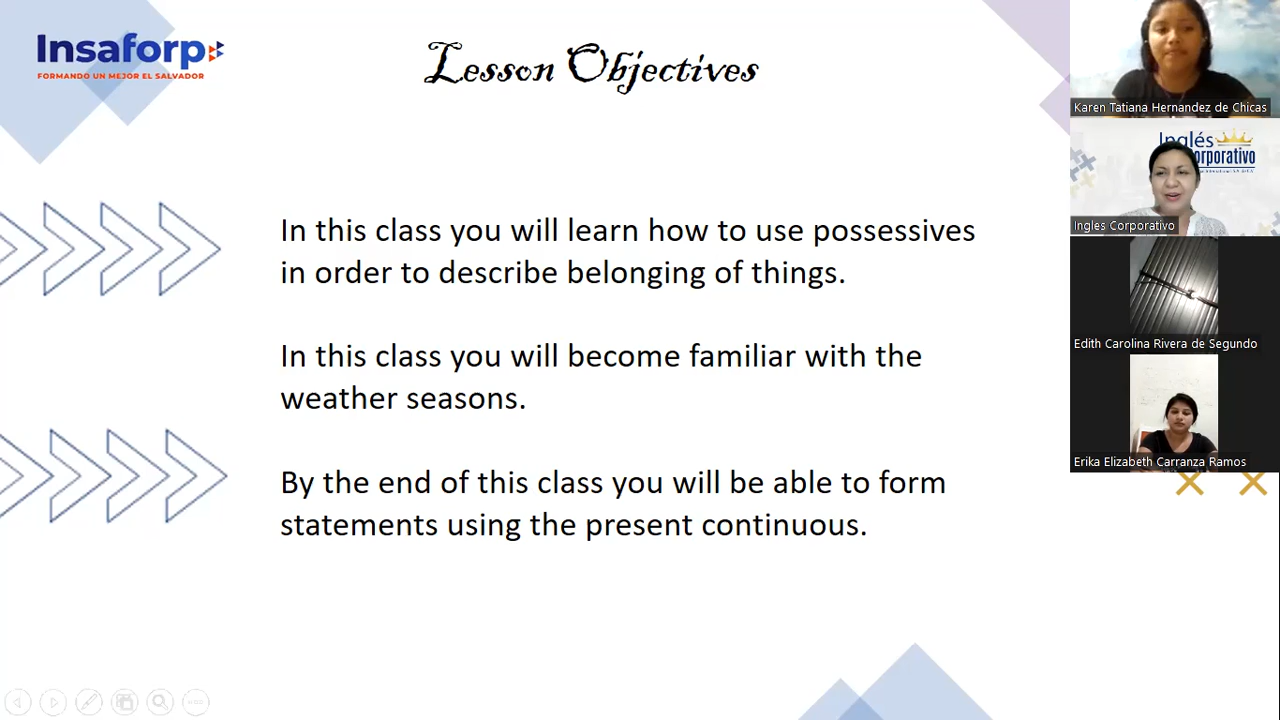 Insaforp
FORMANDO UN MEJOR EL SALVADOR
Lesson Objectives
In this class you will learn how to use possessives
in order to describe belonging of things.
In this class you will become familiar with the
weather seasons.
By the end of this class you will be able to form
statements using the present continuous.
Karen Tatiana Hernandez de Chicas
Inglés
Corporativo
Ingles Corporativo
Edith Carolina Rivera de Segundo
Erika Elizabeth Carranza Ramos